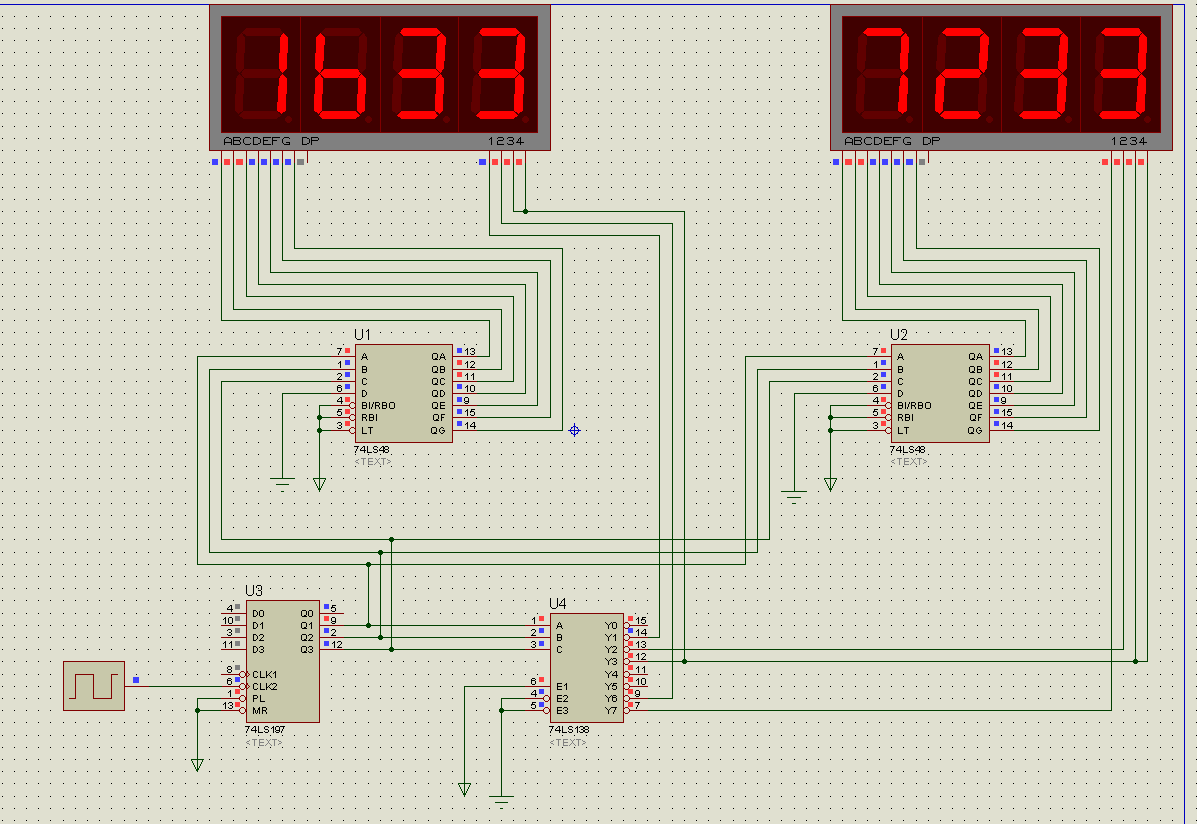 1633
7233
ABCDEFG DP
1234
ABCDEFG DP
1234
U1
7 A QA 13
1 B QB 12
2 C QC 11
6 D QD 10
4 BI/RBO QE 9
5 RBI QF 15
3 LT QG 14
74LS48
<TEXT>
U2
7 A QA 13
1 B QB 12
2 C QC 11
6 D QD 10
4 BI/RBO QE 9
5 RBI QF 15
3 LT QG 14
74LS48
<TEXT>
U3
4 D0 Q0 5
10 D1 Q1 9
3 D2 Q2 2
11 D3 Q3 12
8 CLK1
6 CLK2
1 PL
13 MR
74LS197
<TEXT>
U4
1 A Y0 15
2 B Y1 14
3 C Y2 13
Y3 12
Y4 11
6 E1 Y5 10
4 E2 Y6 9
5 E3 Y7 7
74LS138
<TEXT>